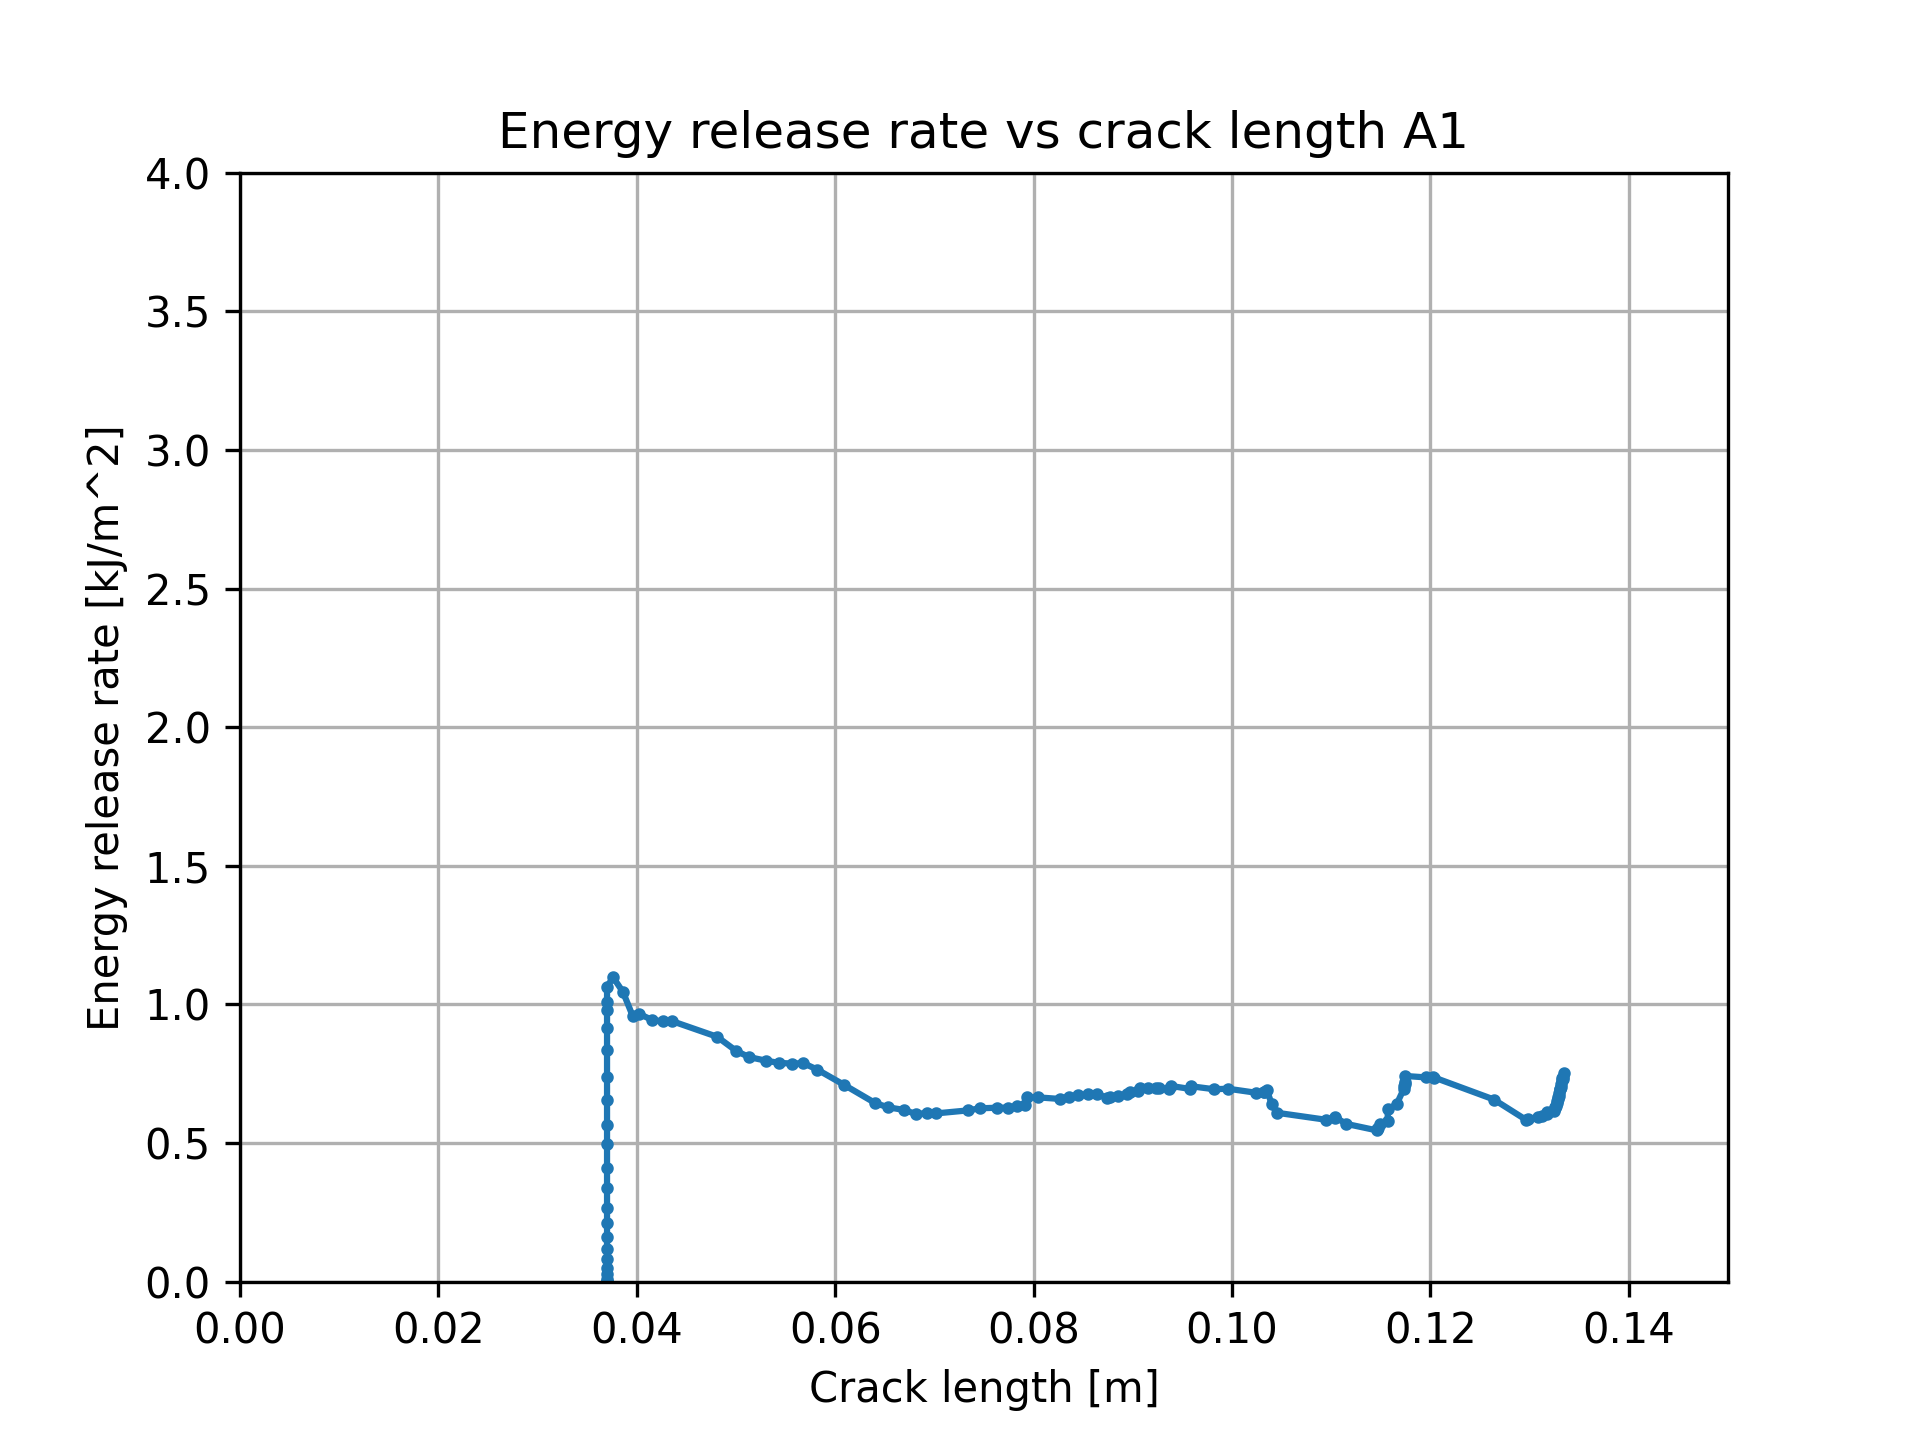 Energy release rate vs crack length A1
4.0
3.5
3.0
2.5
2.0
1.5
1.0
0.5
0.0
Energy release rate [kJ/m^2]
0.00 0.02 0.04 0.06 0.08 0.10 0.12 0.14
Crack length [m]